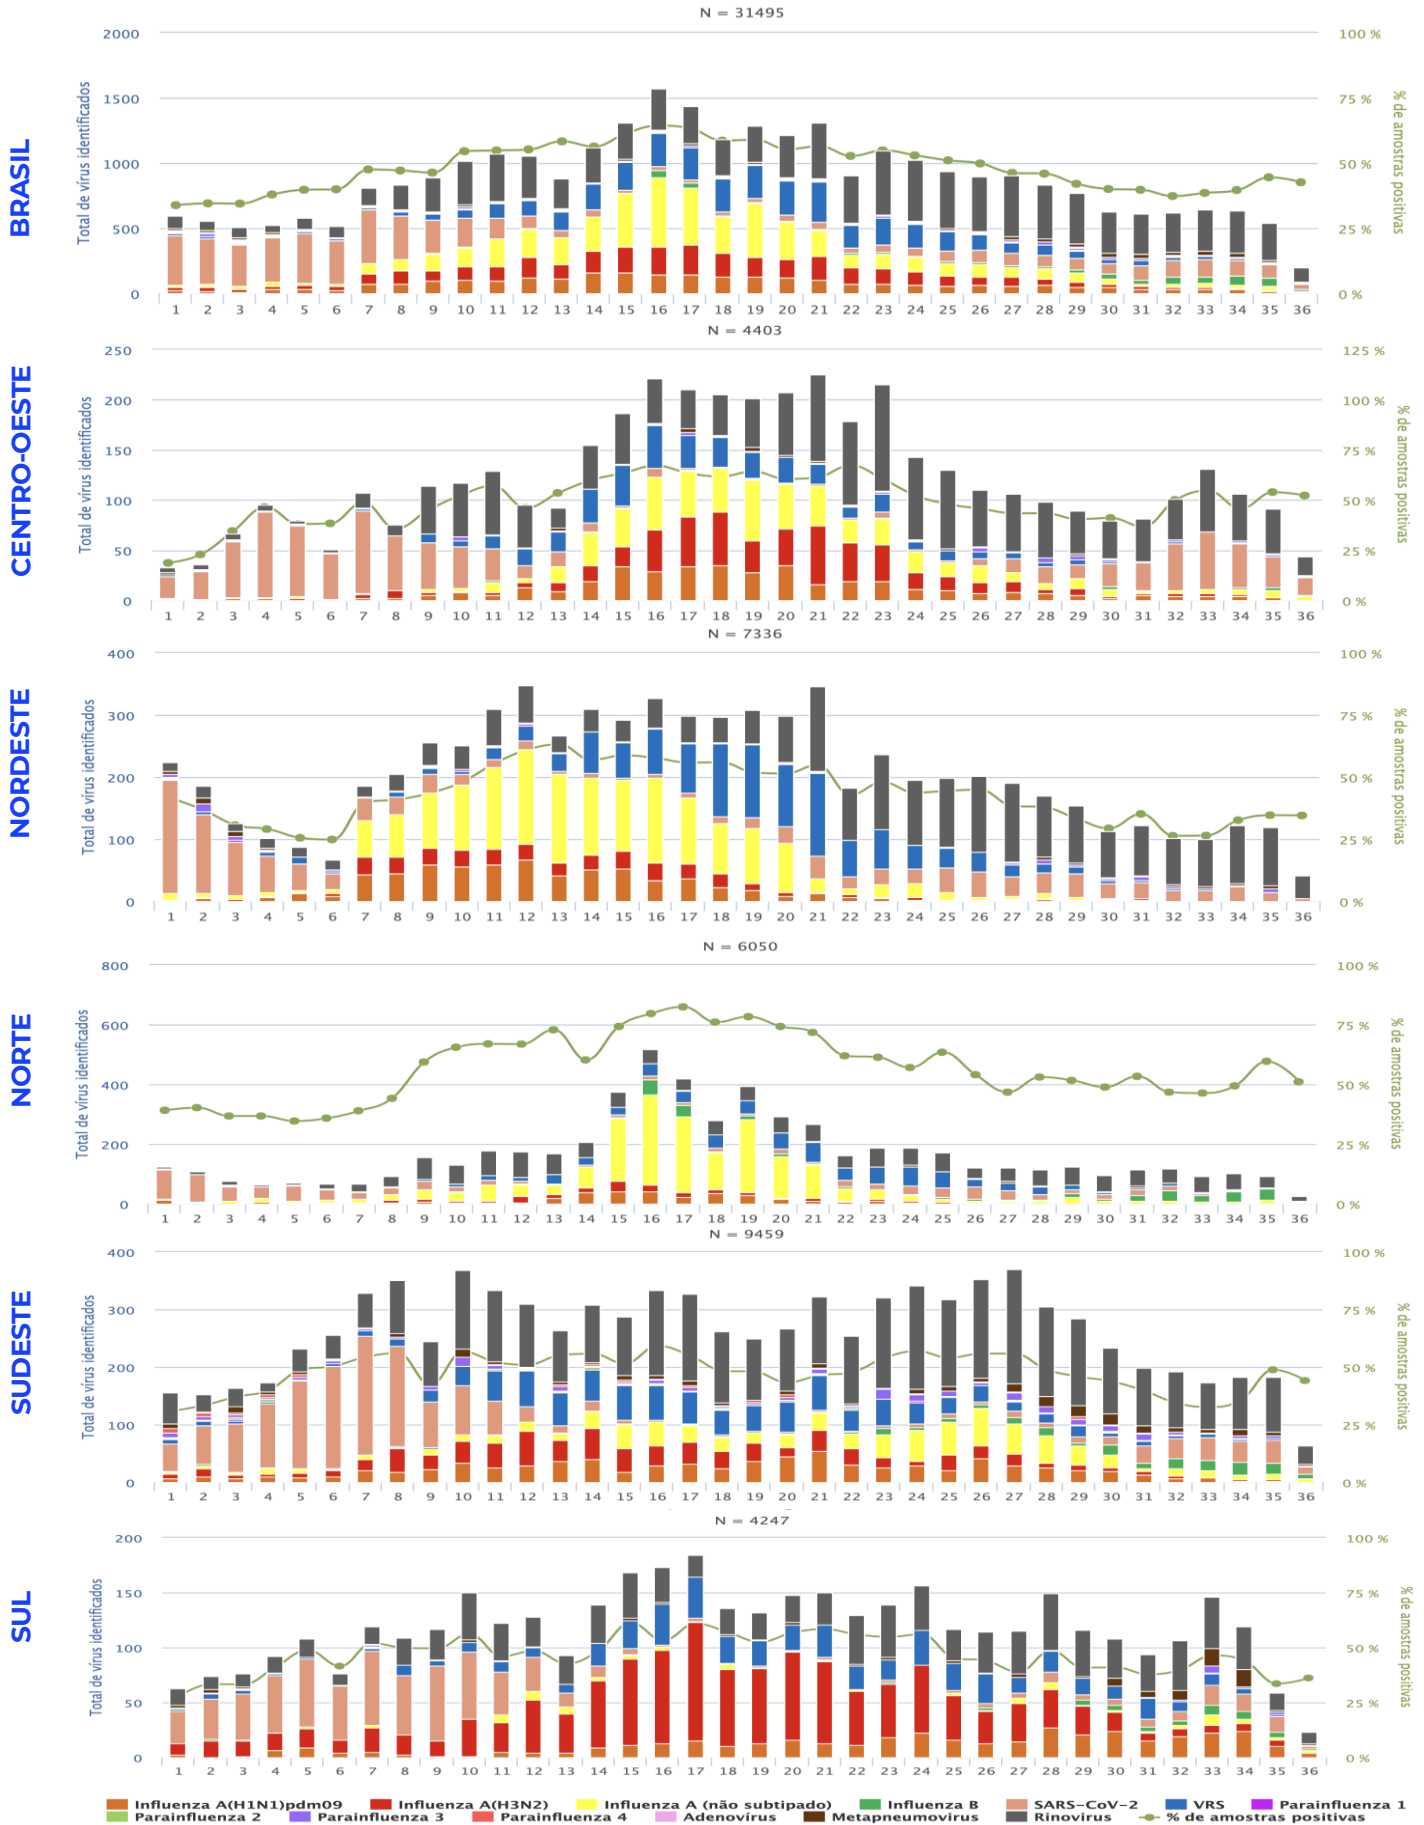 N = 31495
BRASIL
Total de vírus identificados
% de amostras positivas
2000
1500
1000
500
0
100 %
75 %
50 %
25 %
0 %
1 2 3 4 5 6 7 8 9 10 11 12 13 14 15 16 17 18 19 20 21 22 23 24 25 26 27 28 29 30 31 32 33 34 35 36
N = 4403
CENTRO-OESTE
Total de vírus identificados
% de amostras positivas
250
200
150
100
50
0
125 %
100 %
75 %
50 %
25 %
0 %
1 2 3 4 5 6 7 8 9 10 11 12 13 14 15 16 17 18 19 20 21 22 23 24 25 26 27 28 29 30 31 32 33 34 35 36
N = 7336
NORDESTE
Total de vírus identificados
% de amostras positivas
400
300
200
100
0
100 %
75 %
50 %
25 %
0 %
1 2 3 4 5 6 7 8 9 10 11 12 13 14 15 16 17 18 19 20 21 22 23 24 25 26 27 28 29 30 31 32 33 34 35 36
N = 6050
NORTE
Total de vírus identificados
% de amostras positivas
800
600
400
200
0
100 %
75 %
50 %
25 %
0 %
1 2 3 4 5 6 7 8 9 10 11 12 13 14 15 16 17 18 19 20 21 22 23 24 25 26 27 28 29 30 31 32 33 34 35 36
N = 9459
SUDESTE
Total de vírus identificados
% de amostras positivas
400
300
200
100
0
100 %
75 %
50 %
25 %
0 %
1 2 3 4 5 6 7 8 9 10 11 12 13 14 15 16 17 18 19 20 21 22 23 24 25 26 27 28 29 30 31 32 33 34 35 36
N = 4247
SUL
Total de vírus identificados
% de amostras positivas
200
150
100
50
0
100 %
75 %
50 %
25 %
0 %
1 2 3 4 5 6 7 8 9 10 11 12 13 14 15 16 17 18 19 20 21 22 23 24 25 26 27 28 29 30 31 32 33 34 35 36
Influenza A(H1N1)pdm09 Influenza A(H3N2) Influenza A (não subtipado) Influenza B SARS-CoV-2 VRS Parainfluenza 1
Parainfluenza 2 Parainfluenza 3 Parainfluenza 4 Adenovírus Metapneumovirus Rinovirus % de amostras positivas